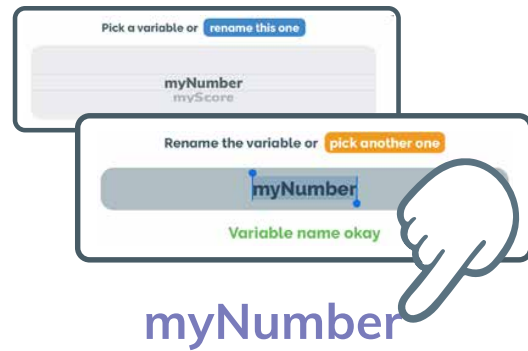 Pick a variable or rename this one
myNumber
myScore
Rename the variable or pick another one
myNumber
Variable name okay
myNumber